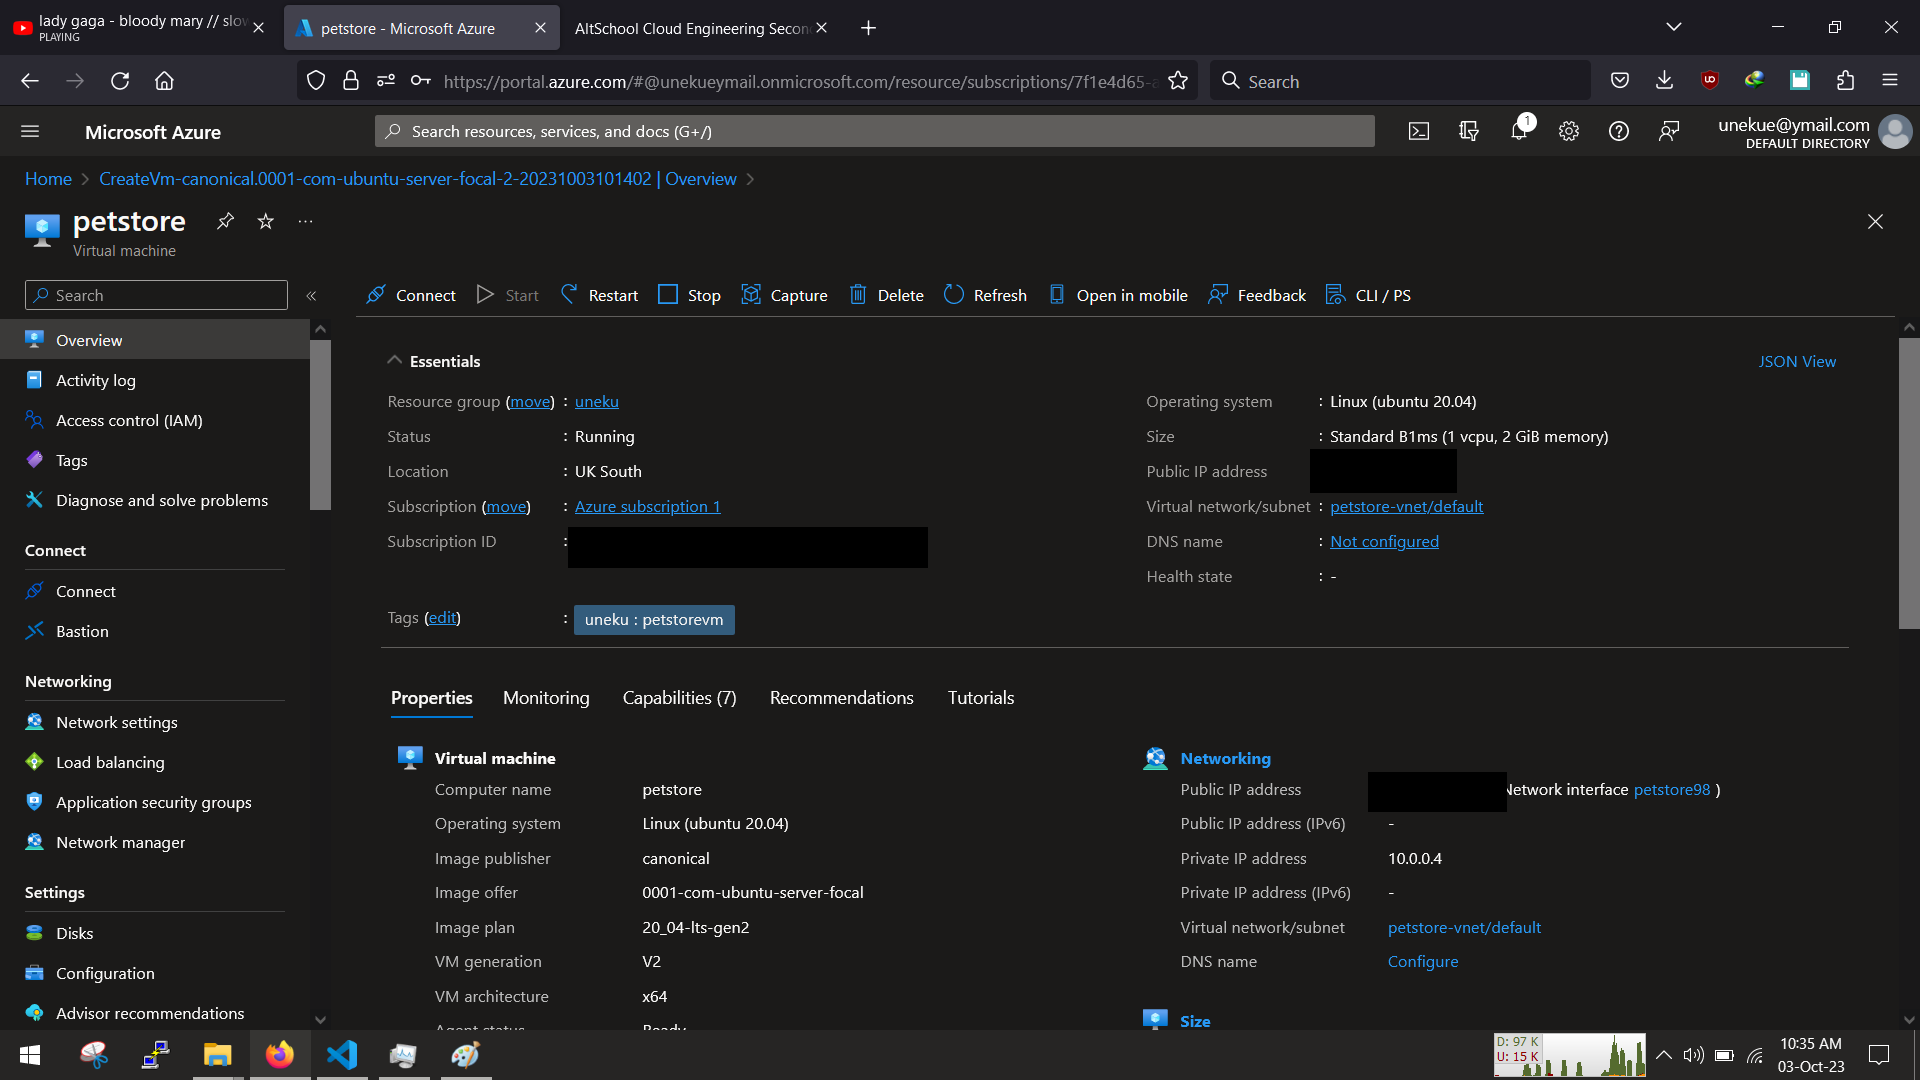 lady gaga - bloody mary // slow
PLAYING
petstore - Microsoft Azure
AltSchool Cloud Engineering Secon
https://portal.azure.com/#@unekueymail.onmicrosoft.com/resource/subscriptions/7f1e4d65-a
Search
Microsoft Azure
Search resources, services, and docs (G+/)
1
unekue@ymail.com
DEFAULT DIRECTORY
Home > CreateVm-canonical.0001-com-ubuntu-server-focal-2-20231003101402 | Overview >
petstore
Virtual machine
Search
Overview
Activity log
Access control (IAM)
Tags
Diagnose and solve problems
Connect
Connect
Bastion
Networking
Network settings
Load balancing
Application security groups
Network manager
Settings
Disks
Configuration
Advisor recommendations
Connect Start Restart Stop Capture Delete Refresh Open in mobile Feedback CLI / PS
Essentials
JSON View
Resource group (move) : uneku
Status : Running
Location : UK South
Subscription (move) : Azure subscription 1
Subscription ID :
Tags (edit) : uneku : petstorevm
Operating system : Linux (ubuntu 20.04)
Size : Standard B1ms (1 vcpu, 2 GiB memory)
Public IP address
Virtual network/subnet : petstore-vnet/default
DNS name : Not configured
Health state : -
Properties Monitoring Capabilities (7) Recommendations Tutorials
Virtual machine
Computer name petstore
Operating system Linux (ubuntu 20.04)
Image publisher canonical
Image offer 0001-com-ubuntu-server-focal
Image plan 20_04-lts-gen2
VM generation V2
VM architecture x64
Agent status Ready
Networking
Public IP address Network interface petstore98 )
Public IP address (IPv6) -
Private IP address 10.0.0.4
Private IP address (IPv6) -
Virtual network/subnet petstore-vnet/default
DNS name Configure
Size
D: 97 K
U: 15 K
10:35 AM
03-Oct-23